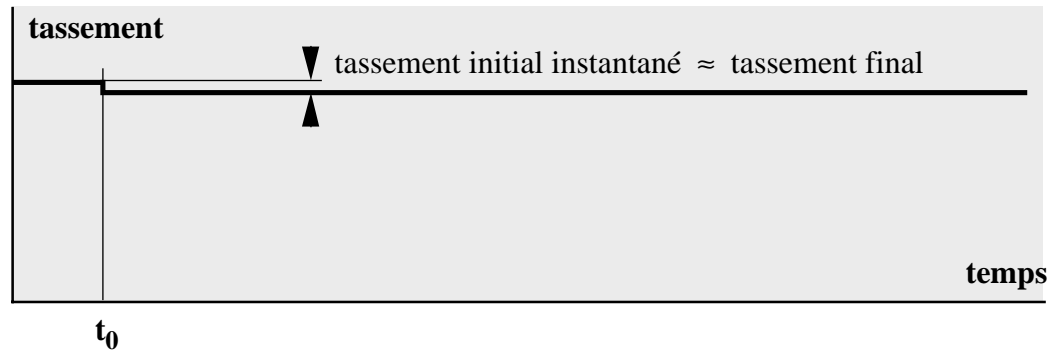 tassement
tassement initial instantané ≈ tassement final
temps
t₀